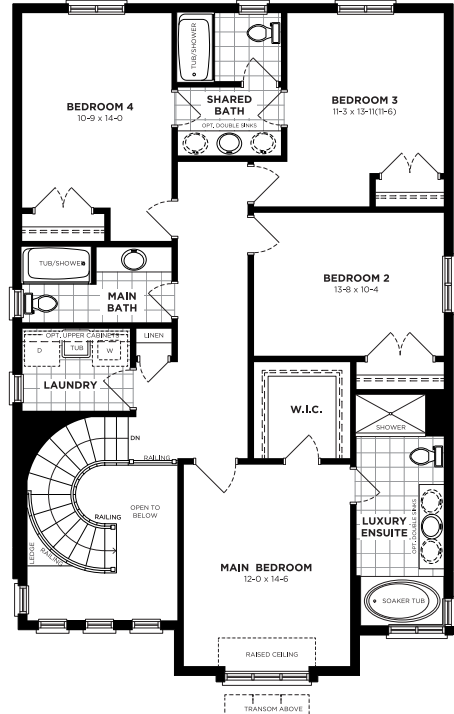 TUB/SHOWER
BEDROOM 4
10-9 x 14-0
SHARED
BATH
OPT. DOUBLE SINKS
BEDROOM 3
11-3 x 13-11(11-6)
TUB/SHOWER
MAIN
BATH
BEDROOM 2
13-8 x 10-4
OPT. UPPER CABINETS
D
TUB
W
LINEN
LAUNDRY
W.I.C.
SHOWER
DN
RAILING
OPEN TO
BELOW
RAILING
LEDGE
RAILING
LUXURY
ENSUITE
OPT. DOUBLE SINKS
MAIN BEDROOM
12-0 x 14-6
SOAKER TUB
RAISED CEILING
TRANSOM ABOVE